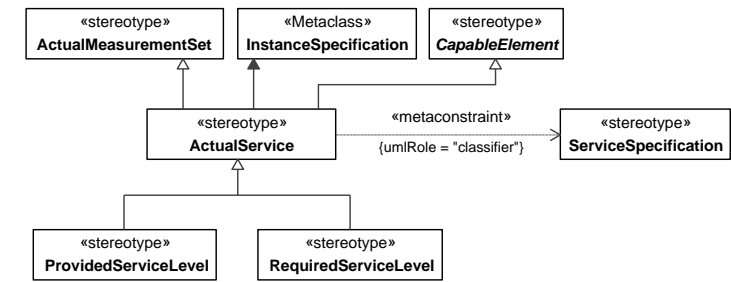 «stereotype»
ActualMeasurementSet
«Metaclass»
InstanceSpecification
«stereotype»
CapableElement
«stereotype»
ActualService
«metaconstraint»
{umlRole = "classifier"}
«stereotype»
ServiceSpecification
«stereotype»
ProvidedServiceLevel
«stereotype»
RequiredServiceLevel